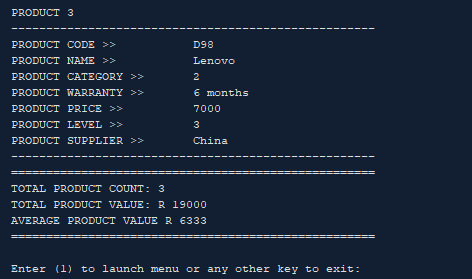 PRODUCT 3
----------------------------------------------------
PRODUCT CODE >> D98
PRODUCT NAME >> Lenovo
PRODUCT CATEGORY >> 2
PRODUCT WARRANTY >> 6 months
PRODUCT PRICE >> 7000
PRODUCT LEVEL >> 3
PRODUCT SUPPLIER >> China
----------------------------------------------------
====================================================
TOTAL PRODUCT COUNT: 3
TOTAL PRODUCT VALUE: R 19000
AVERAGE PRODUCT VALUE R 6333
====================================================
Enter (1) to launch menu or any other key to exit: